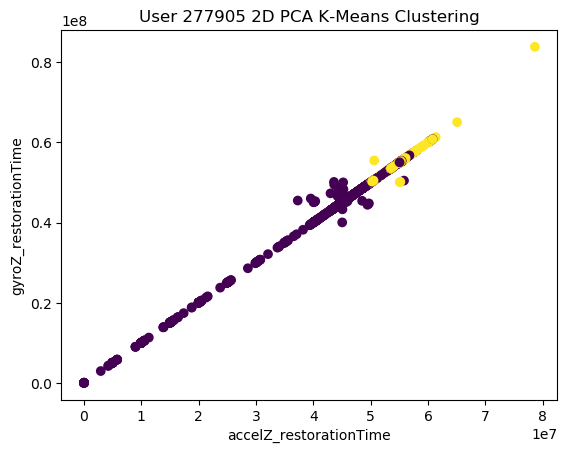 User 277905 2D PCA K-Means Clustering
1e8
0.8
0.6
0.4
0.2
0.0
gyroZ_restorationTime
0 1 2 3 4 5 6 7 8
1e7
accelZ_restorationTime